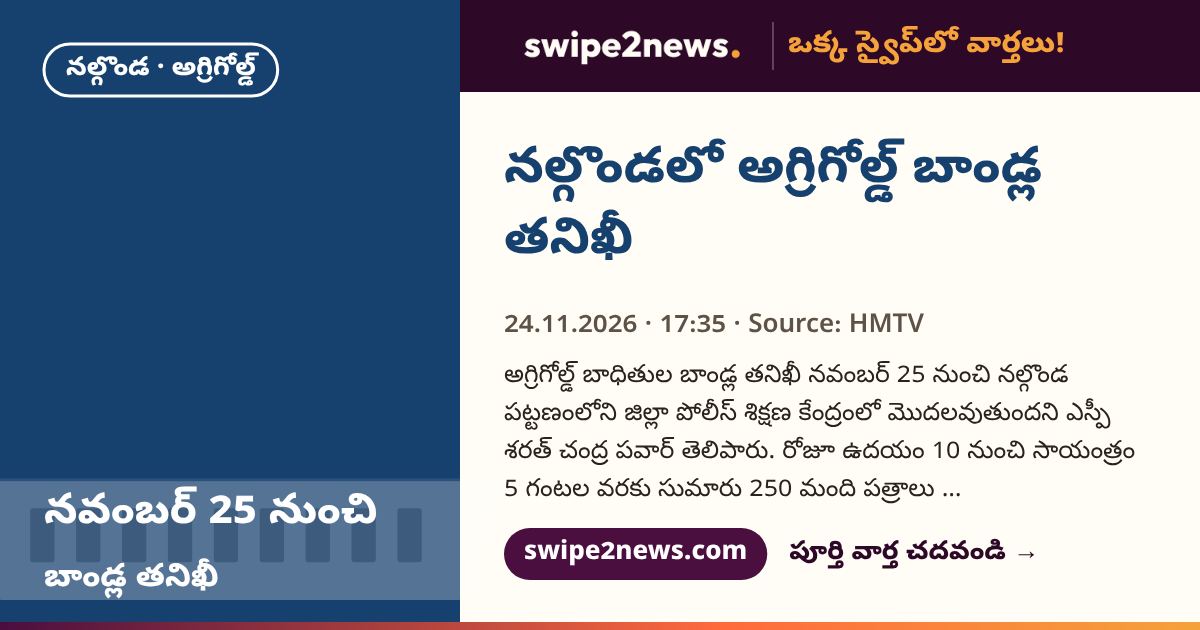 నల్గొండ · అగ్రిగోల్డ్
swipe2news.
ఒక్క స్వైప్‌లో వార్తలు!
నల్గొండలో అగ్రిగోల్డ్ బాండ్ల
తనిఖీ
24.11.2026 · 17:35 · Source: HMTV
అగ్రిగోల్డ్ బాధితుల బాండ్ల తనిఖీ నవంబర్ 25 నుంచి నల్గొండ
పట్టణంలోని జిల్లా పోలీస్ శిక్షణ కేంద్రంలో మొదలవుతుందని ఎస్పీ
శరత్ చంద్ర పవార్ తెలిపారు. రోజూ ఉదయం 10 నుంచి సాయంత్రం
5 గంటల వరకు సుమారు 250 మంది పత్రాలు ...
నవంబర్ 25 నుంచి
బాండ్ల తనిఖీ
swipe2news.com
పూర్తి వార్త చదవండి →